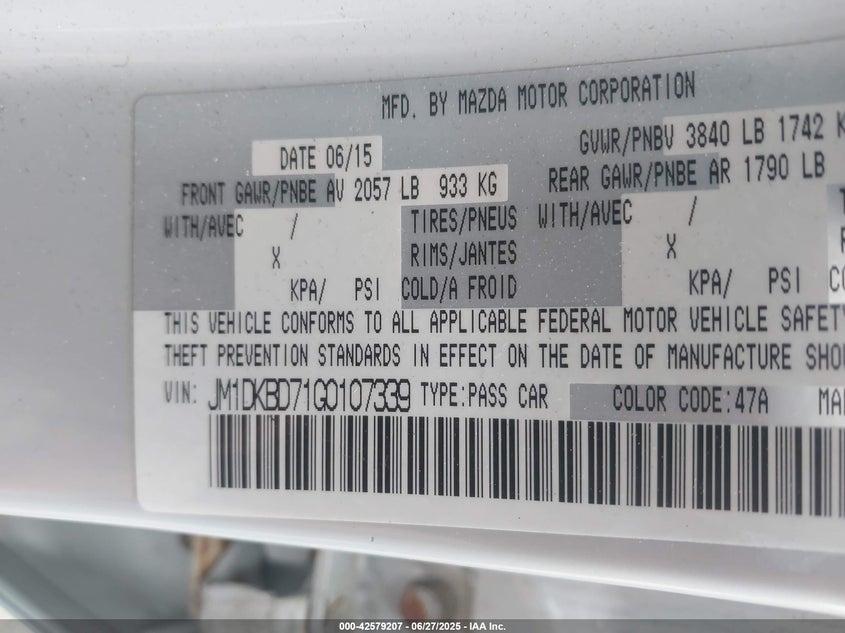 MFD. BY MAZDA MOTOR CORPORATION
DATE 06/15 GVWR/PNBV 3840 LB 1742 K
FRONT GAWR/PNBE AV 2057 LB 933 KG REAR GAWR/PNBE AR 1790 LB
WITH/AVEC / TIRES/PNEUS WITH/AVEC /
X RIMS/JANTES X
KPA/ PSI COLD/A FROID KPA/ PSI
THIS VEHICLE CONFORMS TO ALL APPLICABLE FEDERAL MOTOR VEHICLE SAFETY
THEFT PREVENTION STANDARDS IN EFFECT ON THE DATE OF MANUFACTURE SHO
VIN: JM1DKBD71G0107339 TYPE:PASS CAR COLOR CODE:47A
000-42579207 - 06/27/2025 - IAA Inc.